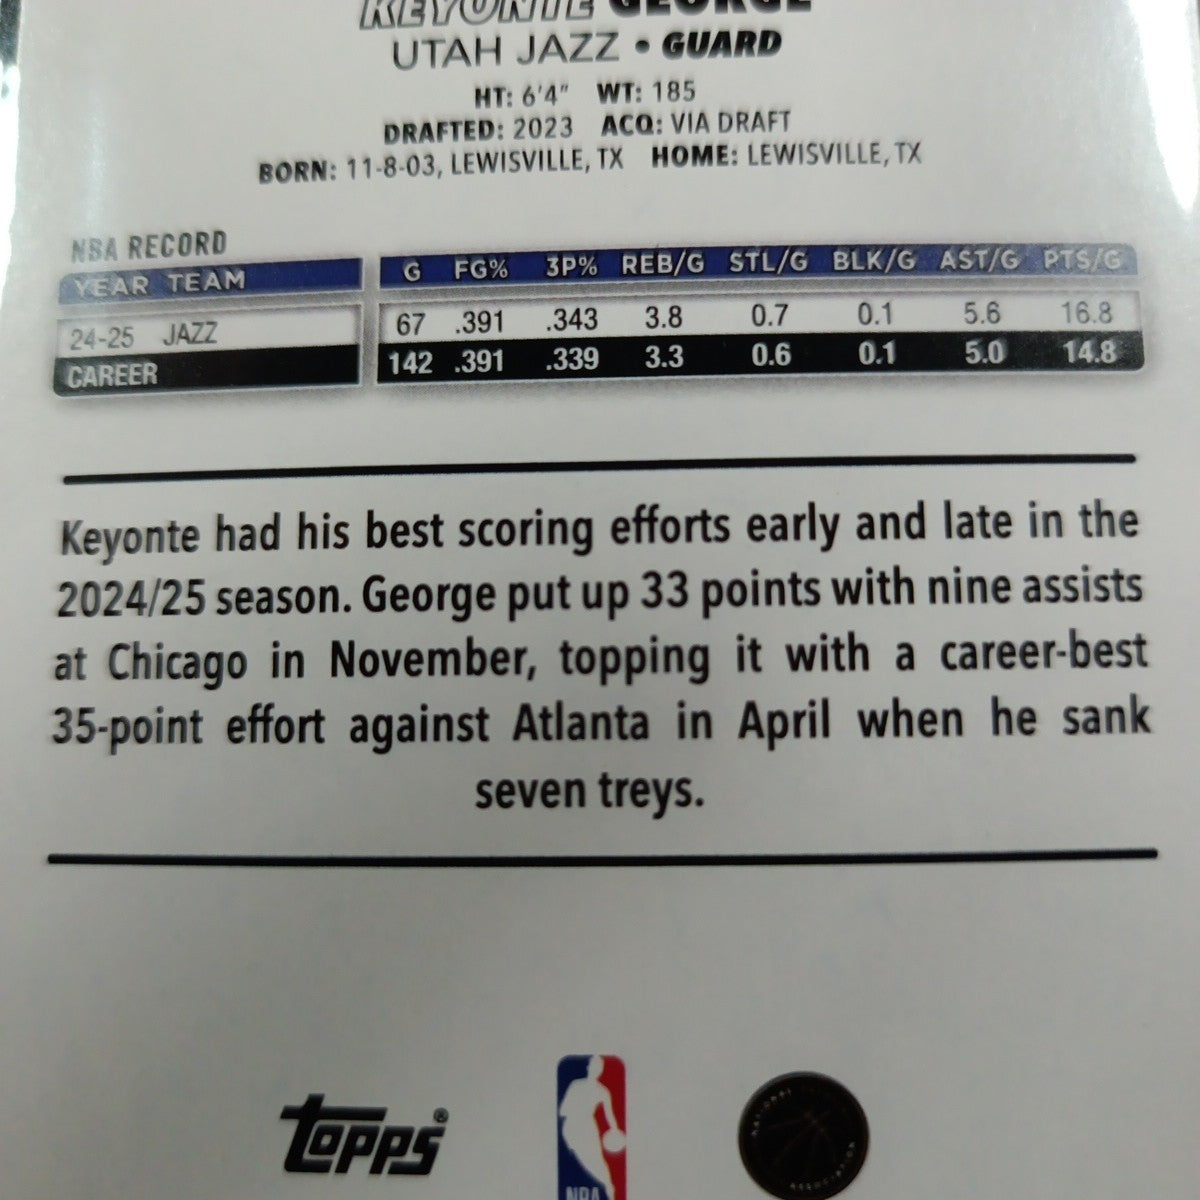 KEYONTE GEORGE
UTAH JAZZ • GUARD
HT: 6'4" WT: 185
DRAFTED: 2023 ACQ: VIA DRAFT
BORN: 11-8-03, LEWISVILLE, TX HOME: LEWISVILLE, TX
NBA RECORD
YEAR TEAM G FG% 3P% REB/G STL/G BLK/G AST/G PTS/G
24-25 JAZZ 67 .391 .343 3.8 0.7 0.1 5.6 16.8
CAREER 142 .391 .339 3.3 0.6 0.1 5.0 14.8
Keyonte had his best scoring efforts early and late in the
2024/25 season. George put up 33 points with nine assists
at Chicago in November, topping it with a career-best
35-point effort against Atlanta in April when he sank
seven treys.
topps®
NBA
NATIONAL
ASSOCIATION